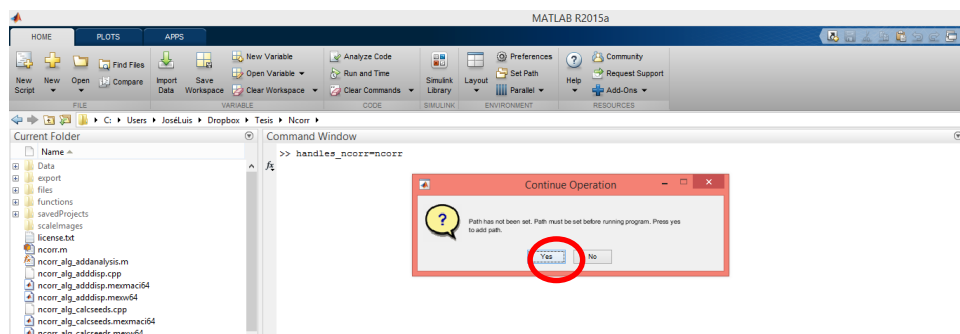 MATLAB R2015a
HOME PLOTS APPS
New Script
New
Open
Find Files
Compare
Import Data
Save Workspace
New Variable
Open Variable
Clear Workspace
Analyze Code
Run and Time
Clear Commands
Simulink Library
Layout
Preferences
Set Path
Parallel
Help
Community
Request Support
Add-Ons
FILE VARIABLE CODE SIMULINK ENVIRONMENT RESOURCES
C: Users JoséLuis Dropbox Tesis Ncorr
Current Folder
Name
Data
export
files
functions
savedProjects
scaleImages
license.txt
ncorr.m
ncorr_alg_addanalysis.m
ncorr_alg_adddisp.cpp
ncorr_alg_adddisp.mexmaci64
ncorr_alg_adddisp.mexw64
ncorr_alg_calcseeds.cpp
ncorr_alg_calcseeds.mexmaci64
ncorr_alg_calcseeds.mexw64
Command Window
>> handles_ncorr=ncorr
fx
Continue Operation
?
Path has not been set. Path must be set before running program. Press yes
to add path.
Yes No